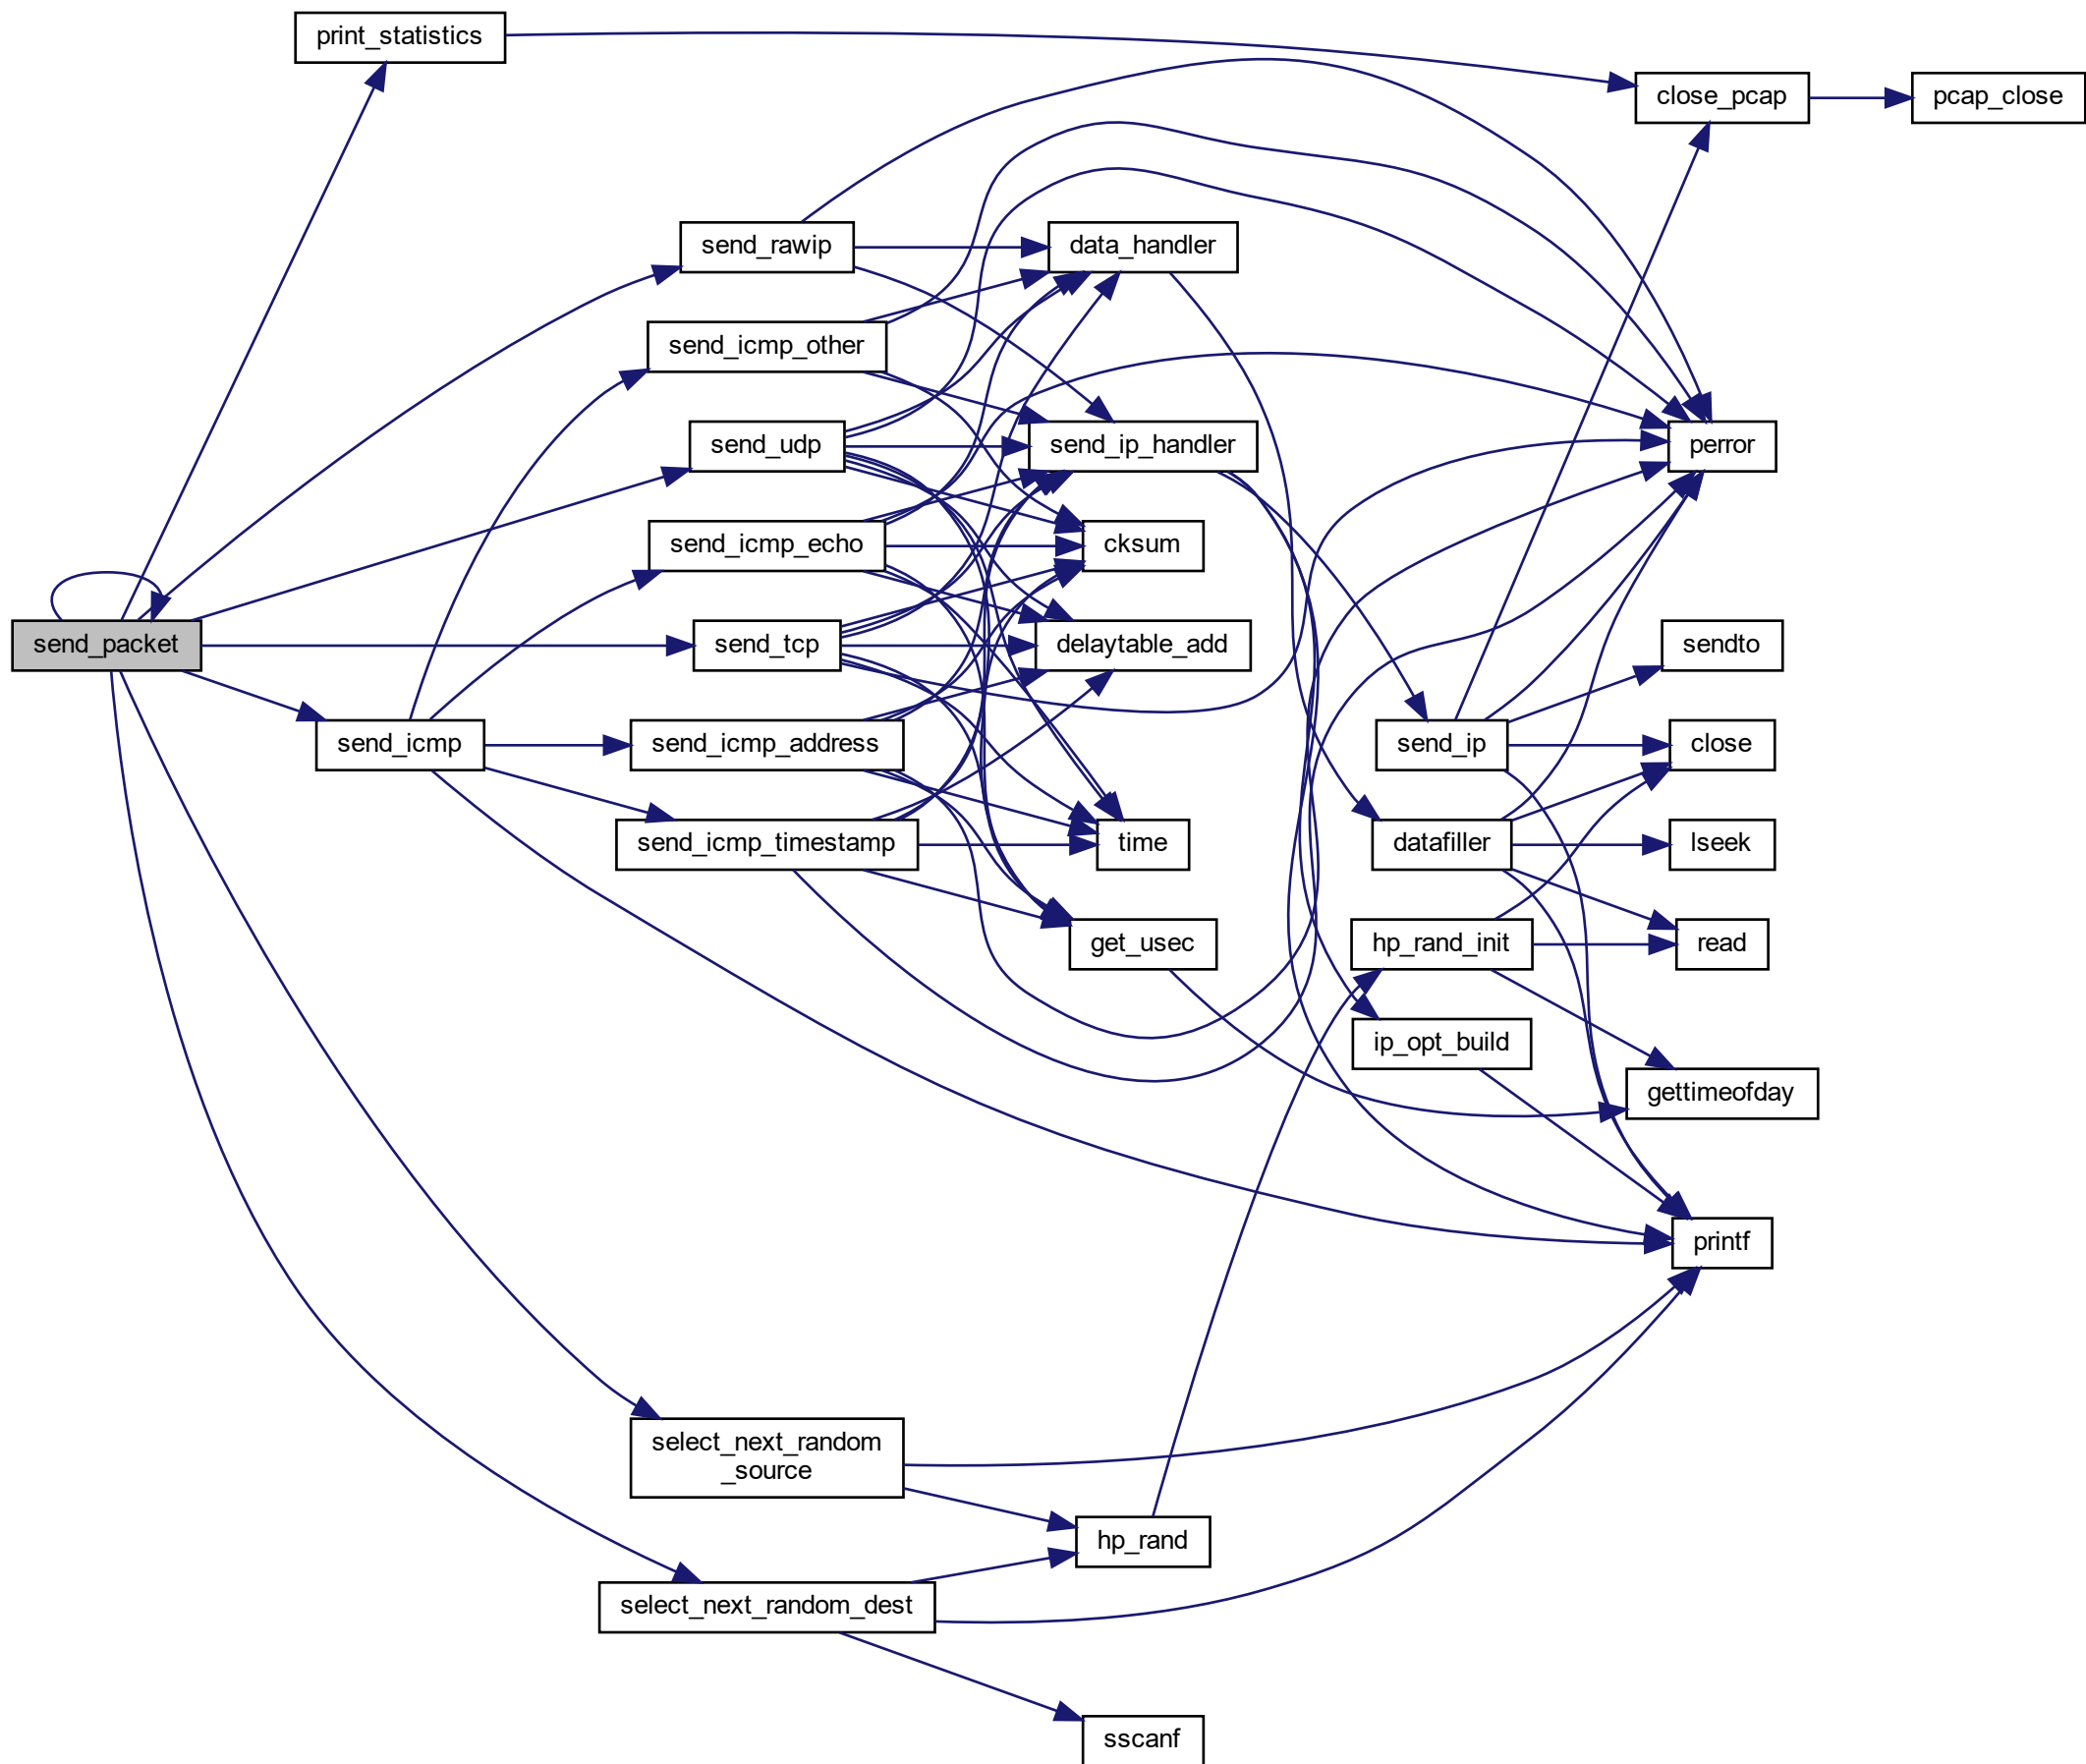 print_statistics
close_pcap
pcap_close
send_rawip
data_handler
send_icmp_other
send_udp
send_ip_handler
perror
send_icmp_echo
cksum
send_packet
send_tcp
delaytable_add
sendto
send_icmp
send_icmp_address
send_ip
close
send_icmp_timestamp
time
datafiller
lseek
get_usec
hp_rand_init
read
ip_opt_build
gettimeofday
printf
select_next_random
_source
hp_rand
select_next_random_dest
sscanf